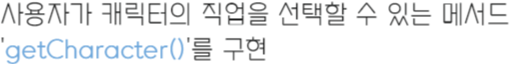 사용자가 캐릭터의 직업을 선택할 수 있는 메서드
'getCharacter()'를 구현